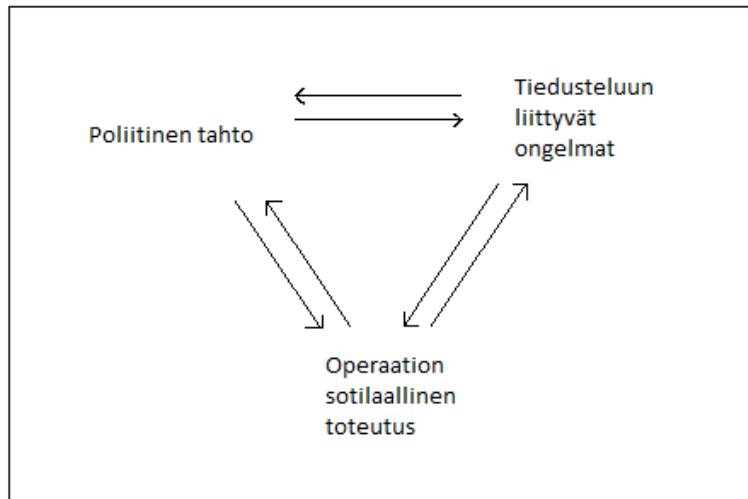 Poliitinen tahto
Tiedusteluun
liittyvät
ongelmat
Operaation
sotilaallinen
toteutus